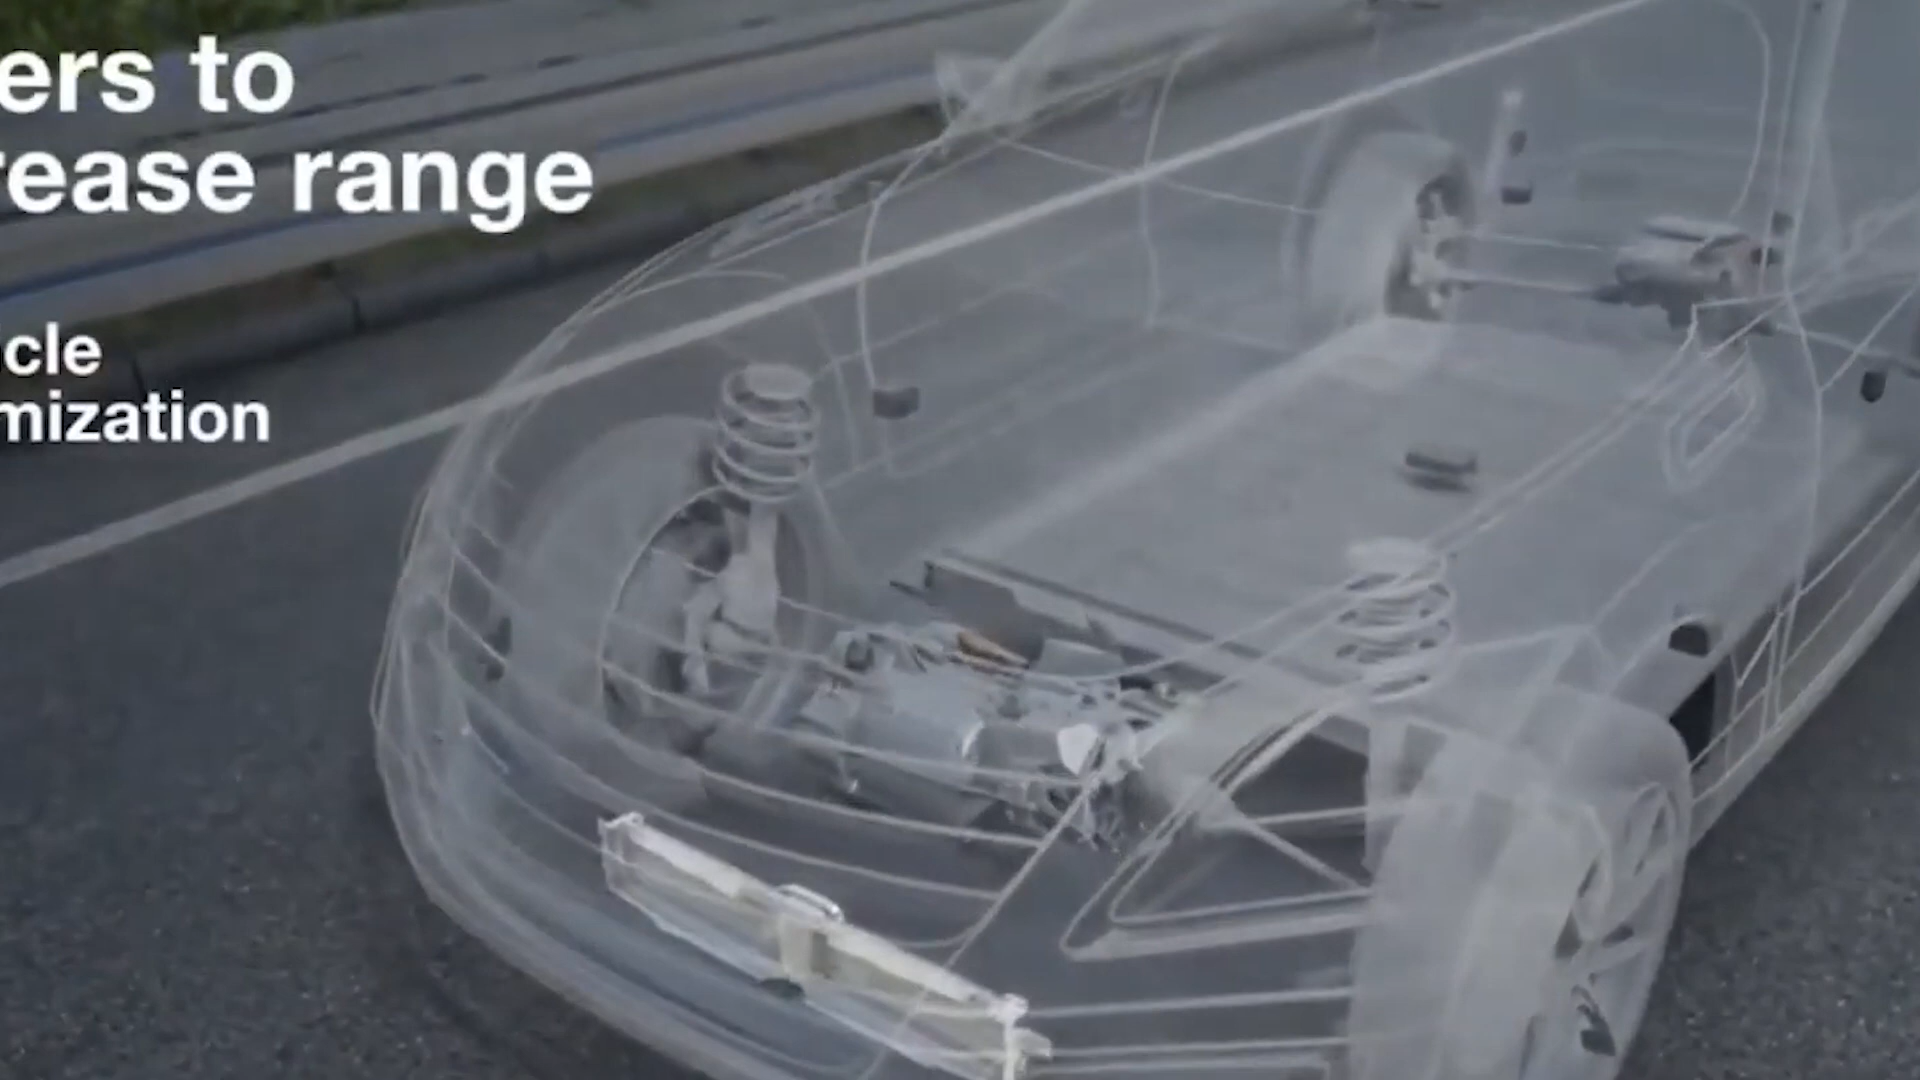 ers to
rease range
cle
mization